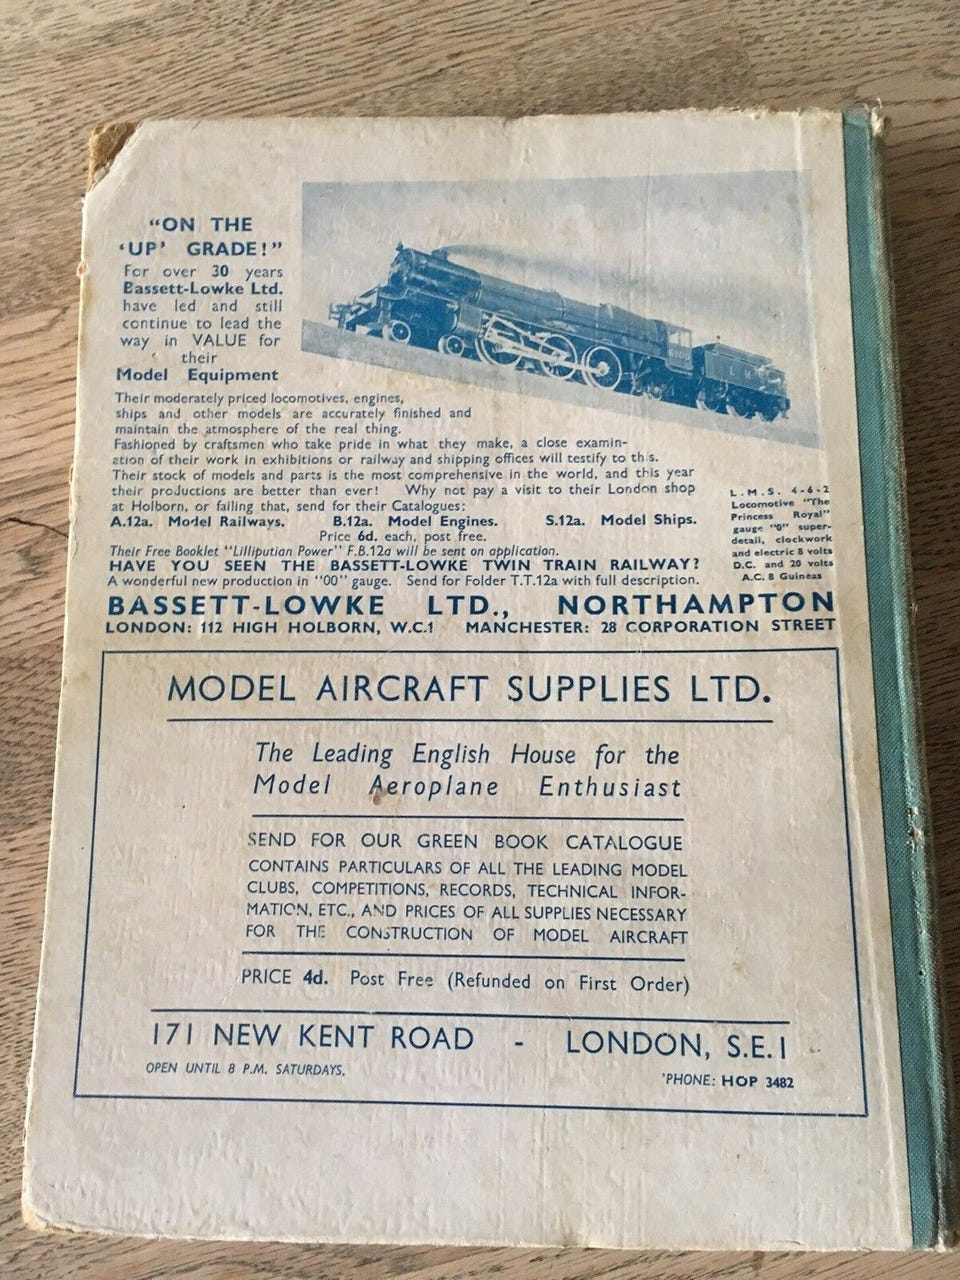 "ON THE
'UP' GRADE!"
For over 30 years
Bassett-Lowke Ltd.
have led and still
continue to lead the
way in VALUE for
their
Model Equipment
Their moderately priced locomotives, engines,
ships and other models are accurately finished and
maintain the atmosphere of the real thing.
Fashioned by craftsmen who take pride in what they make, a close examin-
ation of their work in exhibitions or railway and shipping offices will testify to this.
Their stock of models and parts is the most comprehensive in the world, and this year
their productions are better than ever! Why not pay a visit to their London shop
at Holborn, or failing that, send for their Catalogues:
A.12a. Model Railways. B.12a. Model Engines. S.12a. Model Ships.
Price 6d. each, post free.
Their Free Booklet "Lilliputian Power" F.B.12a will be sent on application.
HAVE YOU SEEN THE BASSETT-LOWKE TWIN TRAIN RAILWAY?
A wonderful new production in "00" gauge. Send for Folder T.T.12a with full description.
6200
L M
L.M.S. 4-6-2
Locomotive "The
Princess Royal"
gauge "0" super-
detail, clockwork
and electric 8 volts
D.C. and 20 volts
A.C. 8 Guineas
BASSETT-LOWKE LTD., NORTHAMPTON
LONDON: 112 HIGH HOLBORN, W.C.1 MANCHESTER: 28 CORPORATION STREET
MODEL AIRCRAFT SUPPLIES LTD.
The Leading English House for the
Model Aeroplane Enthusiast
SEND FOR OUR GREEN BOOK CATALOGUE
CONTAINS PARTICULARS OF ALL THE LEADING MODEL
CLUBS, COMPETITIONS, RECORDS, TECHNICAL INFOR-
MATION, ETC., AND PRICES OF ALL SUPPLIES NECESSARY
FOR THE CONSTRUCTION OF MODEL AIRCRAFT
PRICE 4d. Post Free (Refunded on First Order)
171 NEW KENT ROAD - LONDON, S.E.1
OPEN UNTIL 8 P.M. SATURDAYS.
'PHONE: HOP 3482